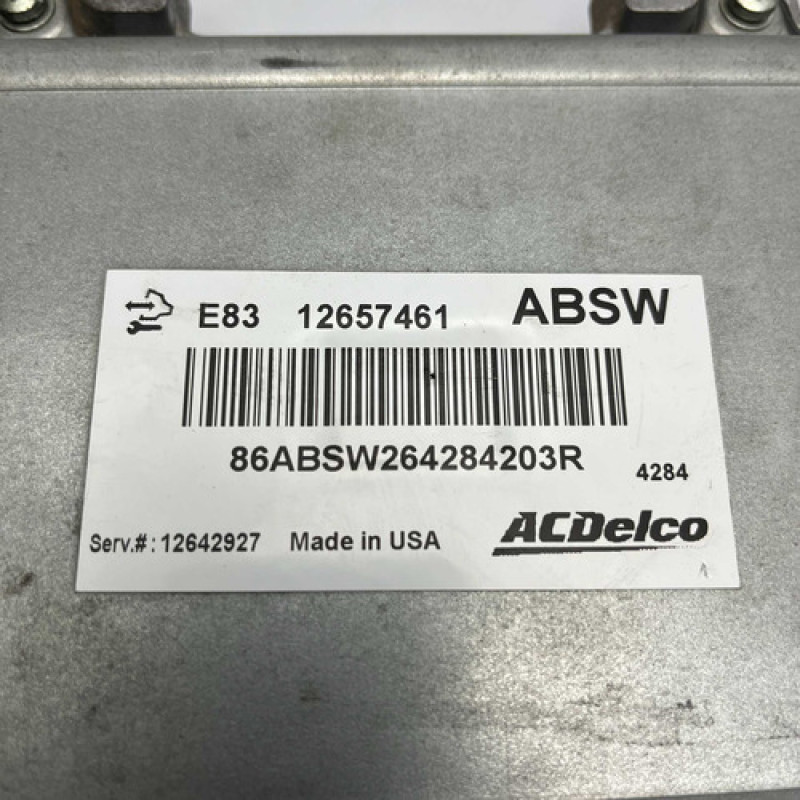 E83 12657461 ABSW
86ABSW264284203R
4284
Serv.#: 12642927 Made in USA ACDelco